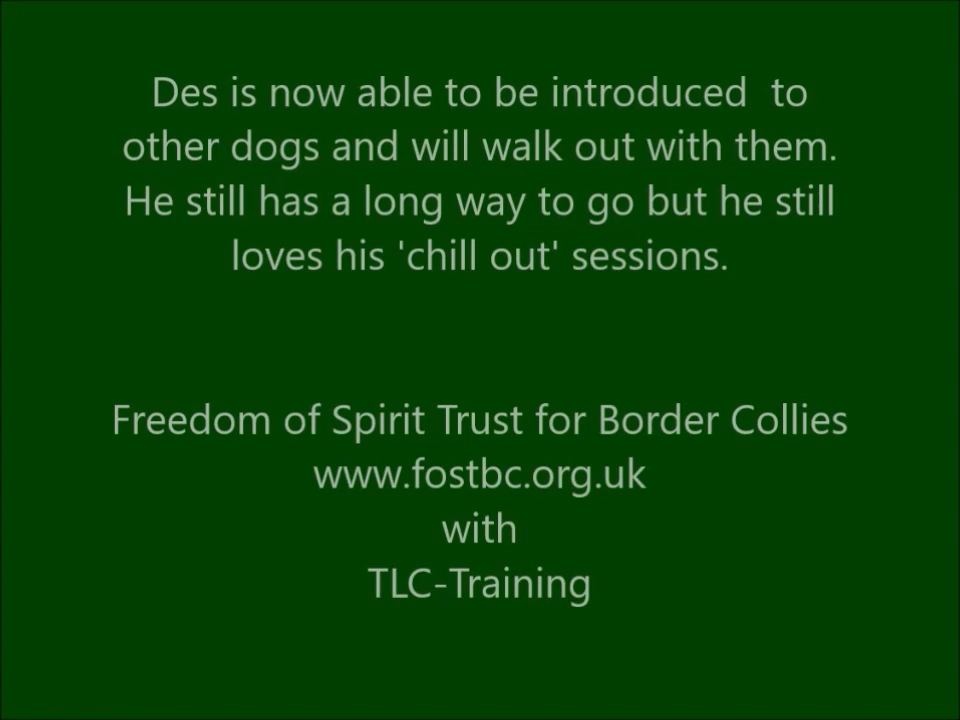 Des is now able to be introduced  to
other dogs and will walk out with them.
He still has a long way to go but he still
loves his 'chill out' sessions.
Freedom of Spirit Trust for Border Collies
www.fostbc.org.uk
with
TLC-Training